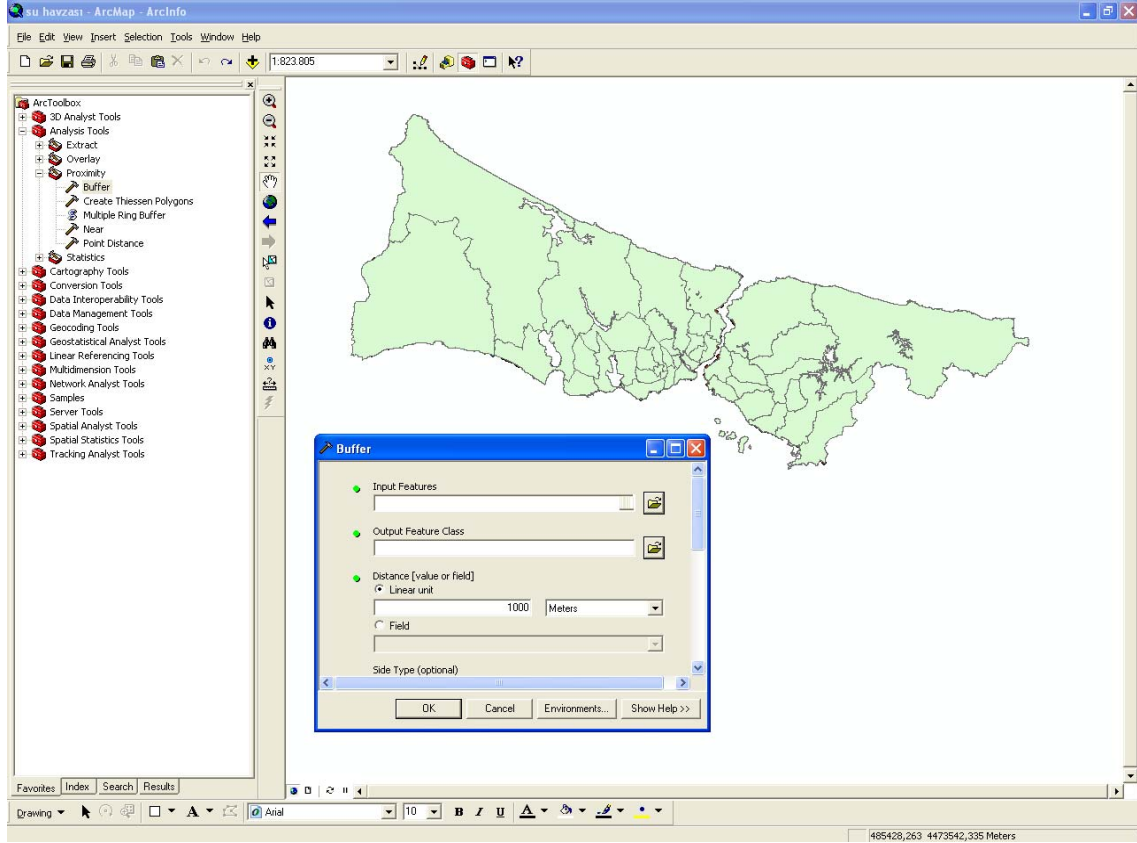 su havzası - ArcMap - ArcInfo
File Edit View Insert Selection Tools Window Help
1:823.805
ArcToolbox
3D Analyst Tools
Analysis Tools
Extract
Overlay
Proximity
Buffer
Create Thiessen Polygons
Multiple Ring Buffer
Near
Point Distance
Statistics
Cartography Tools
Conversion Tools
Data Interoperability Tools
Data Management Tools
Geocoding Tools
Geostatistical Analyst Tools
Linear Referencing Tools
Multidimension Tools
Network Analyst Tools
Samples
Server Tools
Spatial Analyst Tools
Spatial Statistics Tools
Tracking Analyst Tools
Buffer
Input Features
Output Feature Class
Distance [value or field]
Linear unit
1000 Meters
Field
Side Type (optional)
OK Cancel Environments... Show Help >>
Favorites Index Search Results
Drawing A Arial 10 B I U A
485428,263 4473542,335 Meters